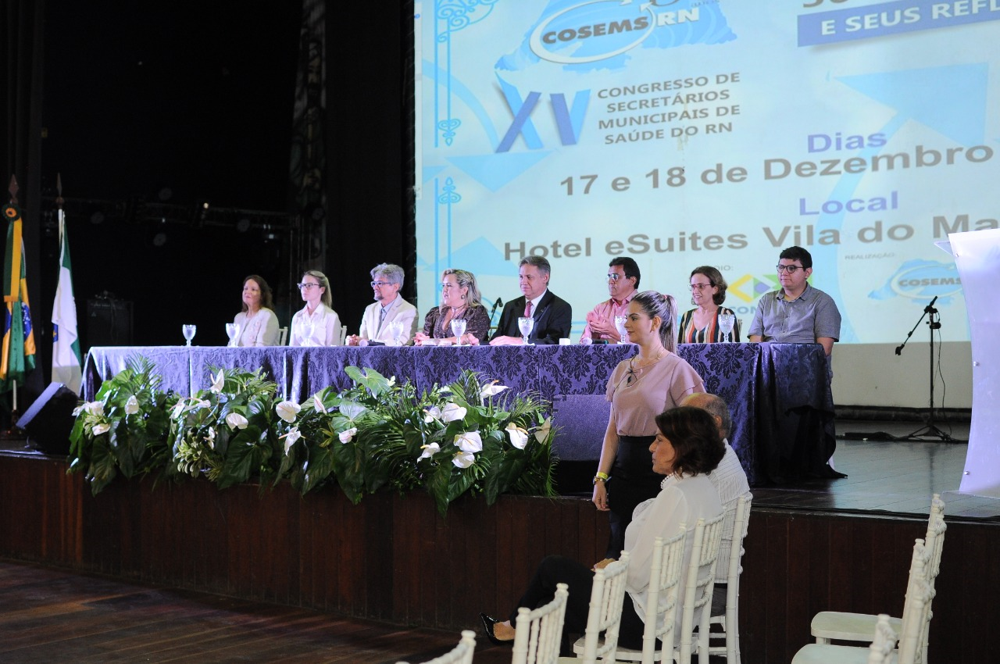 COSEMS RN
E SEUS REFL
XV
CONGRESSO DE
SECRETÁRIOS
MUNICIPAIS DE
SAÚDE DO RN
Dias
17 e 18 de Dezembro
Local
Hotel eSuites Vila do Ma
REALIZAÇÃO:
COSEMS